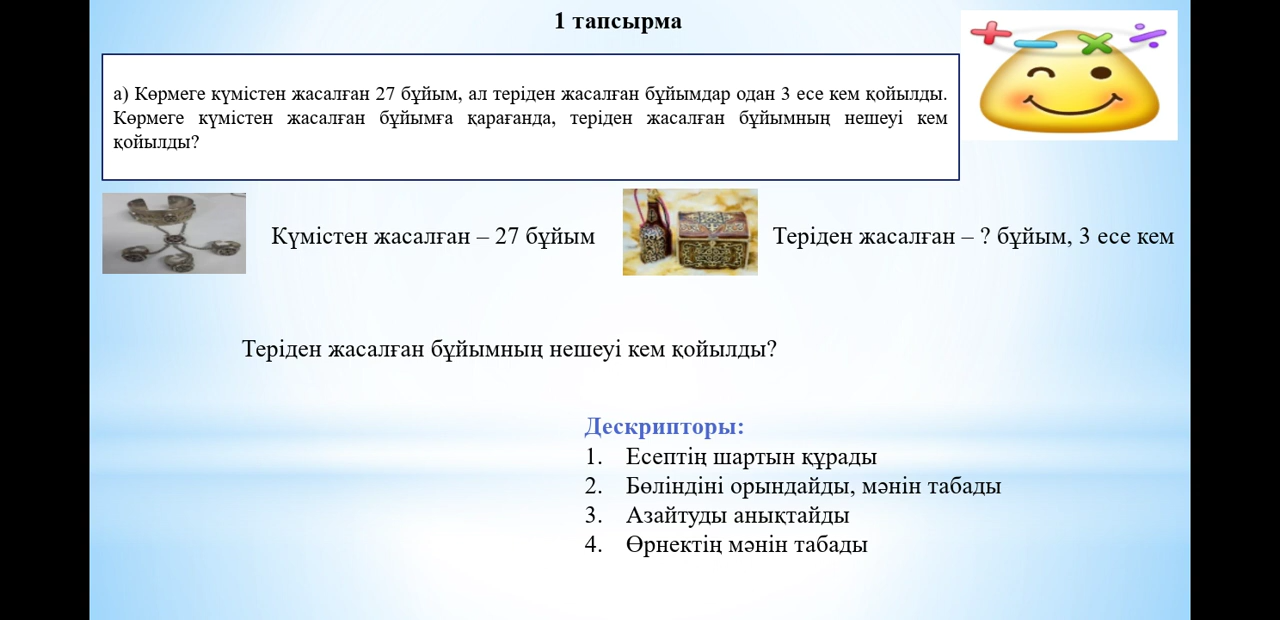 1 тапсырма
а) Көрмеге күмістен жасалған 27 бұйым, ал теріден жасалған бұйымдар одан 3 есе кем қойылды.
Көрмеге күмістен жасалған бұйымға қарағанда, теріден жасалған бұйымның нешеуі кем
қойылды?
Күмістен жасалған – 27 бұйым
Теріден жасалған – ? бұйым, 3 есе кем
Теріден жасалған бұйымның нешеуі кем қойылды?
Дескрипторы:
1. Есептің шартын құрады
2. Бөліндіні орындайды, мәнін табады
3. Азайтуды анықтайды
4. Өрнектің мәнін табады